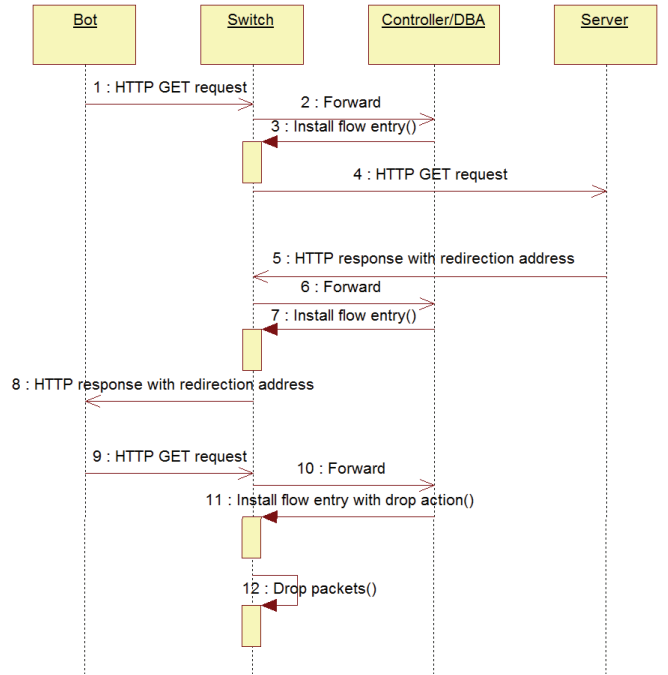 Bot
Switch
Controller/DBA
Server
1 : HTTP GET request
2 : Forward
3 : Install flow entry()
4 : HTTP GET request
5 : HTTP response with redirection address
6 : Forward
7 : Install flow entry()
8 : HTTP response with redirection address
9 : HTTP GET request
10 : Forward
11 : Install flow entry with drop action()
12 : Drop packets()